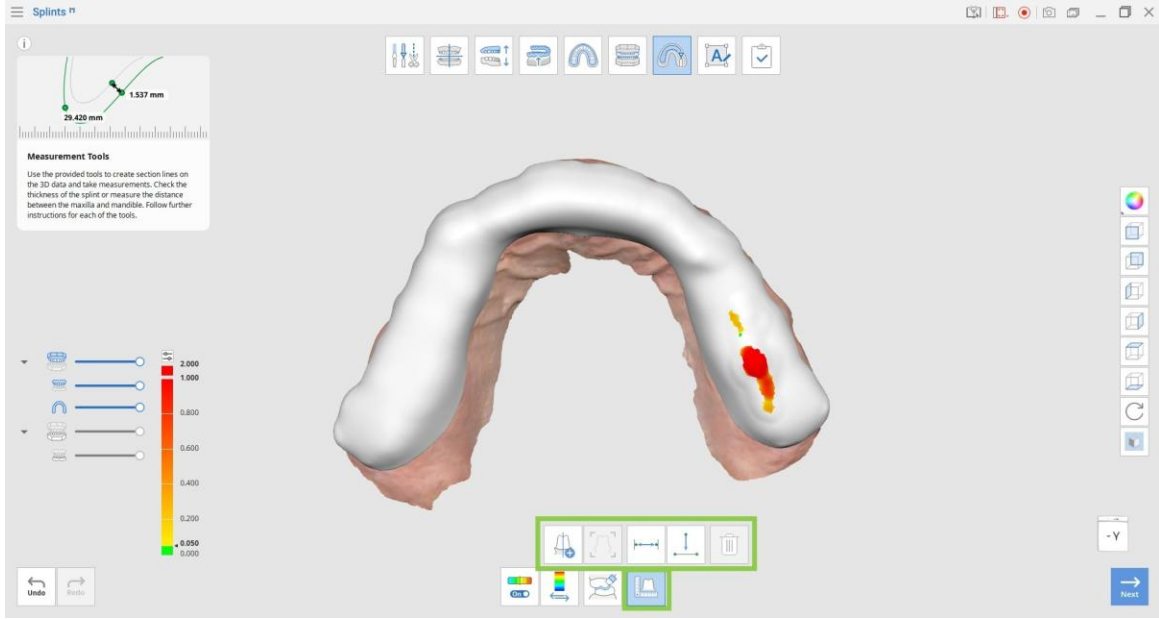 Splints
1.537 mm
29.420 mm
Measurement Tools
Use the provided tools to create section lines on
the 3D data and take measurements. Check the
thickness of the splint or measure the distance
between the maxilla and mandible. Follow further
instructions for each of the tools.
2.000
1.000
0.800
0.600
0.400
0.200
0.050
0.000
- Y
On
Undo
Redo
Next